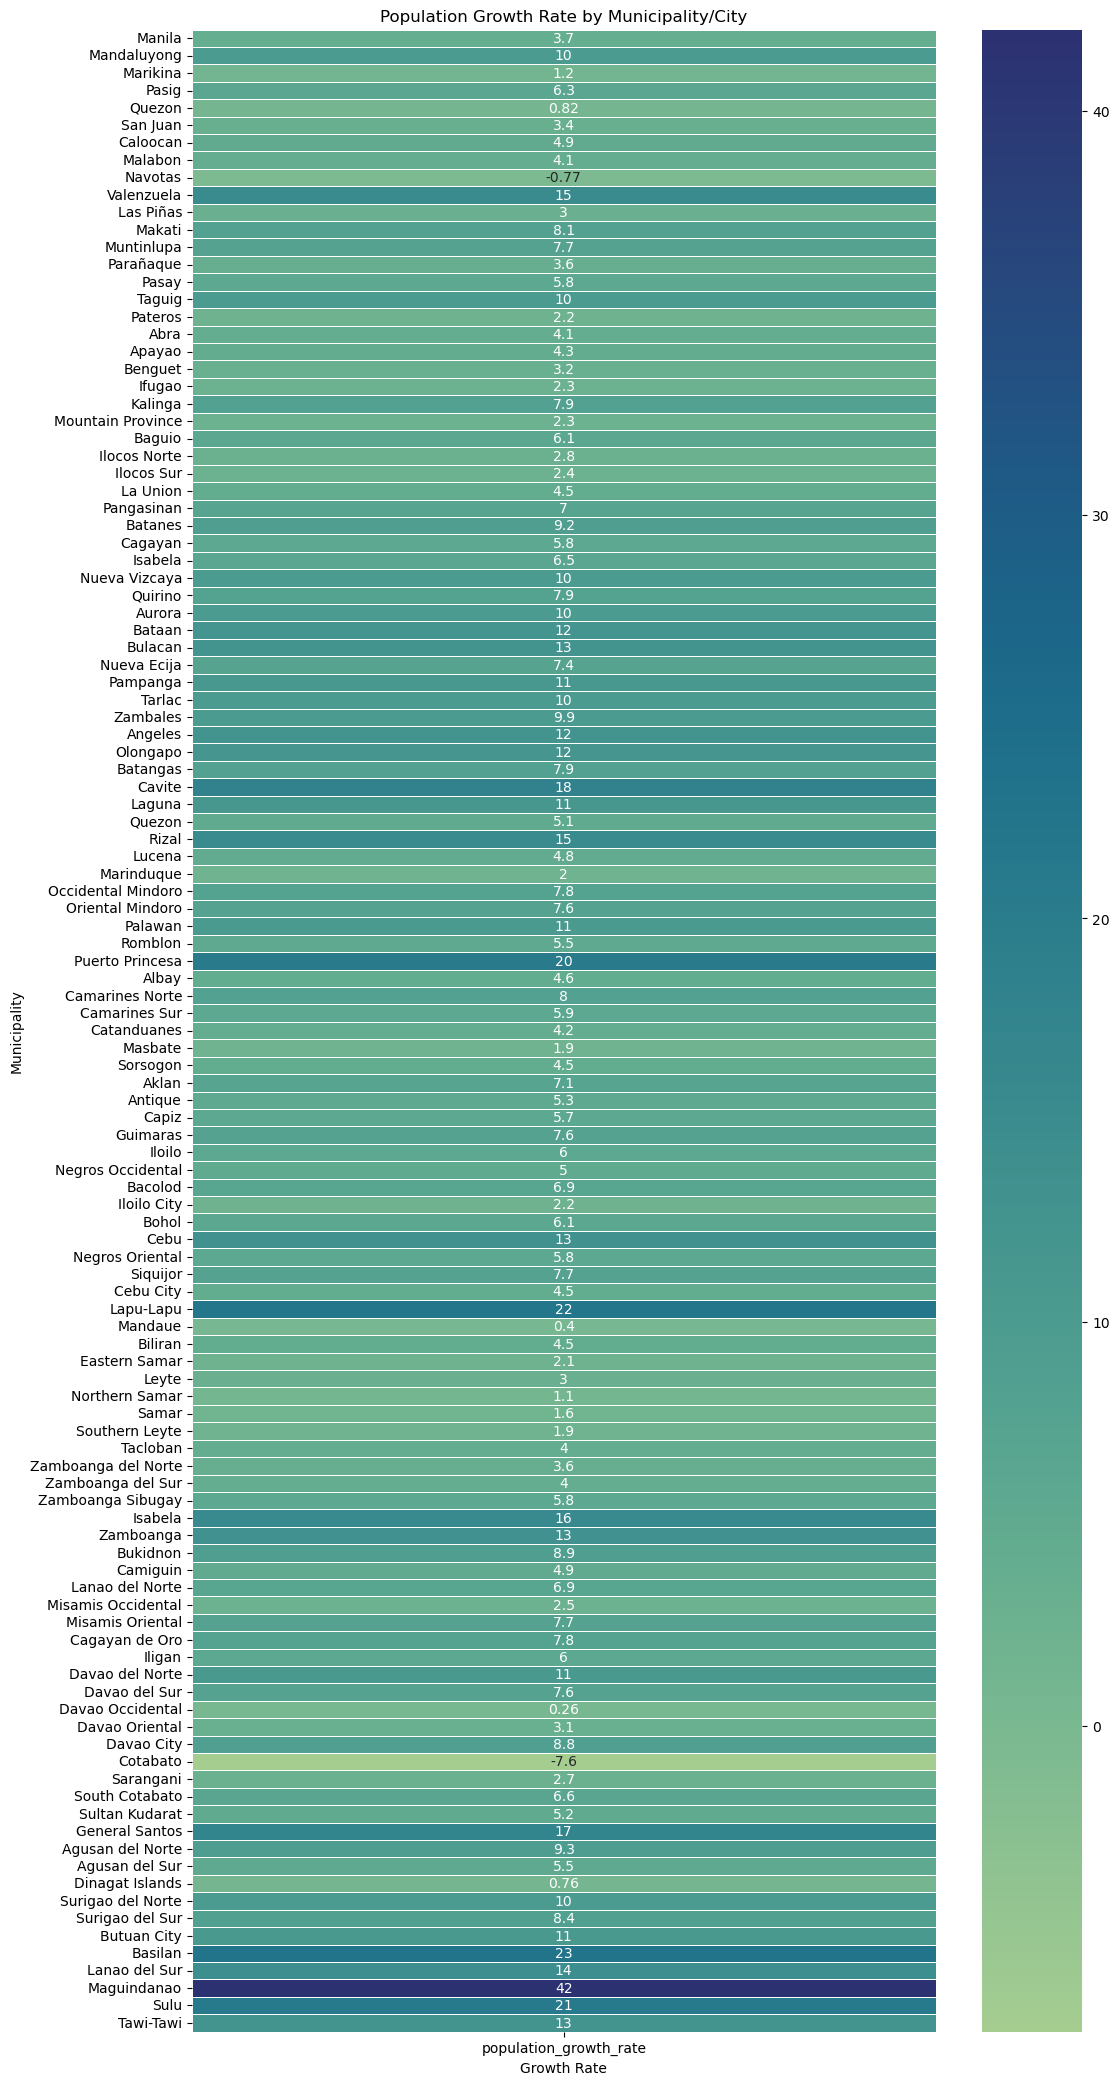 Population Growth Rate by Municipality/City
Manila 3.7
Mandaluyong 10
Marikina 1.2
Pasig 6.3
Quezon 0.82
San Juan 3.4
Caloocan 4.9
Malabon 4.1
Navotas -0.77
Valenzuela 15
Las Piñas 3
Makati 8.1
Muntinlupa 7.7
Parañaque 3.6
Pasay 5.8
Taguig 10
Pateros 2.2
Abra 4.1
Apayao 4.3
Benguet 3.2
Ifugao 2.3
Kalinga 7.9
Mountain Province 2.3
Baguio 6.1
Ilocos Norte 2.8
Ilocos Sur 2.4
La Union 4.5
Pangasinan 7
Batanes 9.2
Cagayan 5.8
Isabela 6.5
Nueva Vizcaya 10
Quirino 7.9
Aurora 10
Bataan 12
Bulacan 13
Nueva Ecija 7.4
Pampanga 11
Tarlac 10
Zambales 9.9
Angeles 12
Olongapo 12
Batangas 7.9
Cavite 18
Laguna 11
Quezon 5.1
Rizal 15
Lucena 4.8
Marinduque 2
Occidental Mindoro 7.8
Oriental Mindoro 7.6
Palawan 11
Romblon 5.5
Puerto Princesa 20
Albay 4.6
Camarines Norte 8
Camarines Sur 5.9
Catanduanes 4.2
Masbate 1.9
Sorsogon 4.5
Aklan 7.1
Antique 5.3
Capiz 5.7
Guimaras 7.6
Iloilo 6
Negros Occidental 5
Bacolod 6.9
Iloilo City 2.2
Bohol 6.1
Cebu 13
Negros Oriental 5.8
Siquijor 7.7
Cebu City 4.5
Lapu-Lapu 22
Mandaue 0.4
Biliran 4.5
Eastern Samar 2.1
Leyte 3
Northern Samar 1.1
Samar 1.6
Southern Leyte 1.9
Tacloban 4
Zamboanga del Norte 3.6
Zamboanga del Sur 4
Zamboanga Sibugay 5.8
Isabela 16
Zamboanga 13
Bukidnon 8.9
Camiguin 4.9
Lanao del Norte 6.9
Misamis Occidental 2.5
Misamis Oriental 7.7
Cagayan de Oro 7.8
Iligan 6
Davao del Norte 11
Davao del Sur 7.6
Davao Occidental 0.26
Davao Oriental 3.1
Davao City 8.8
Cotabato -7.6
Sarangani 2.7
South Cotabato 6.6
Sultan Kudarat 5.2
General Santos 17
Agusan del Norte 9.3
Agusan del Sur 5.5
Dinagat Islands 0.76
Surigao del Norte 10
Surigao del Sur 8.4
Butuan City 11
Basilan 23
Lanao del Sur 14
Maguindanao 42
Sulu 21
Tawi-Tawi 13
population_growth_rate
Growth Rate
Municipality
40
30
20
10
0